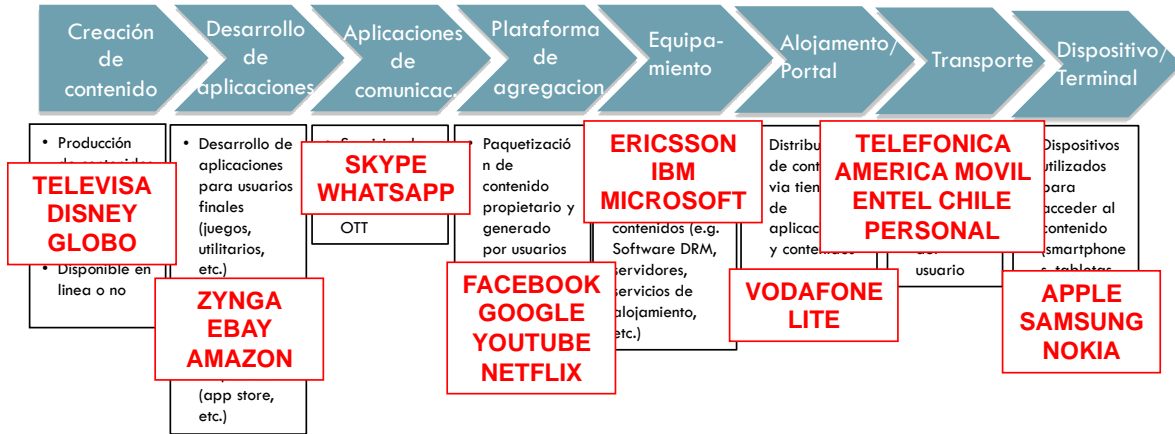 Creación
de
contenido
Desarrollo
de
aplicaciones
Aplicaciones
de
comunicac.
Plataforma
de
agregacion
Equipa-
miento
Alojamento/
Portal
Transporte
Dispositivo/
Terminal
• Producción
TELEVISA
DISNEY
GLOBO
• Disponible en
linea o no
• Desarrollo de
aplicaciones
para usuarios
finales
(juegos,
utilitarios,
etc.)
ZYNGA
EBAY
AMAZON
(app store,
etc.)
SKYPE
WHATSAPP
OTT
• Paquetizació
n de
contenido
propietario y
generado
por usuarios
FACEBOOK
GOOGLE
YOUTUBE
NETFLIX
ERICSSON
IBM
MICROSOFT
contenidos (e.g.
Software DRM,
servidores,
servicios de
alojamiento,
etc.)
de
y contenidos
VODAFONE
LITE
TELEFONICA
AMERICA MOVIL
ENTEL CHILE
PERSONAL
usuario
Dispositivos
utilizados
para
acceder al
contenido
(smartphone
s, tabletas
APPLE
SAMSUNG
NOKIA